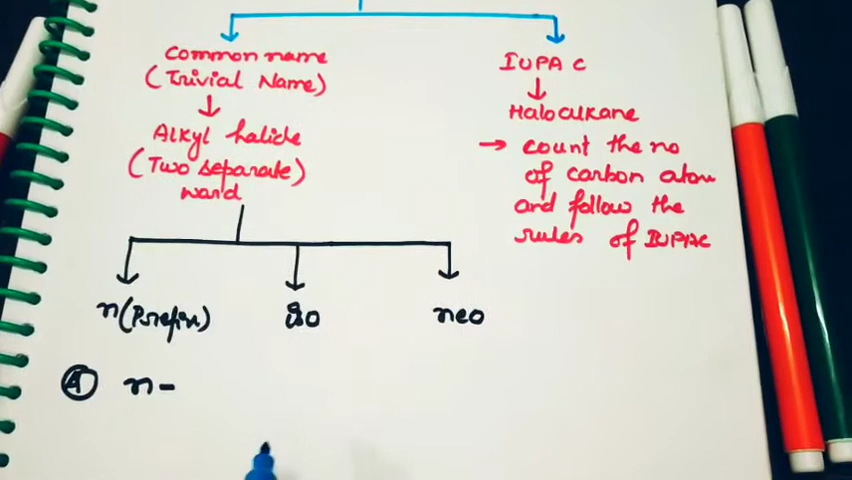 Common name
(Trivial Name)
Alkyl halide
(Two separate)
word
IUPAC
Haloalkane
→ count the no
of carbon atom
and follow the
rules of IUPAC
n(Prefix)
iso
neo
(A) n-